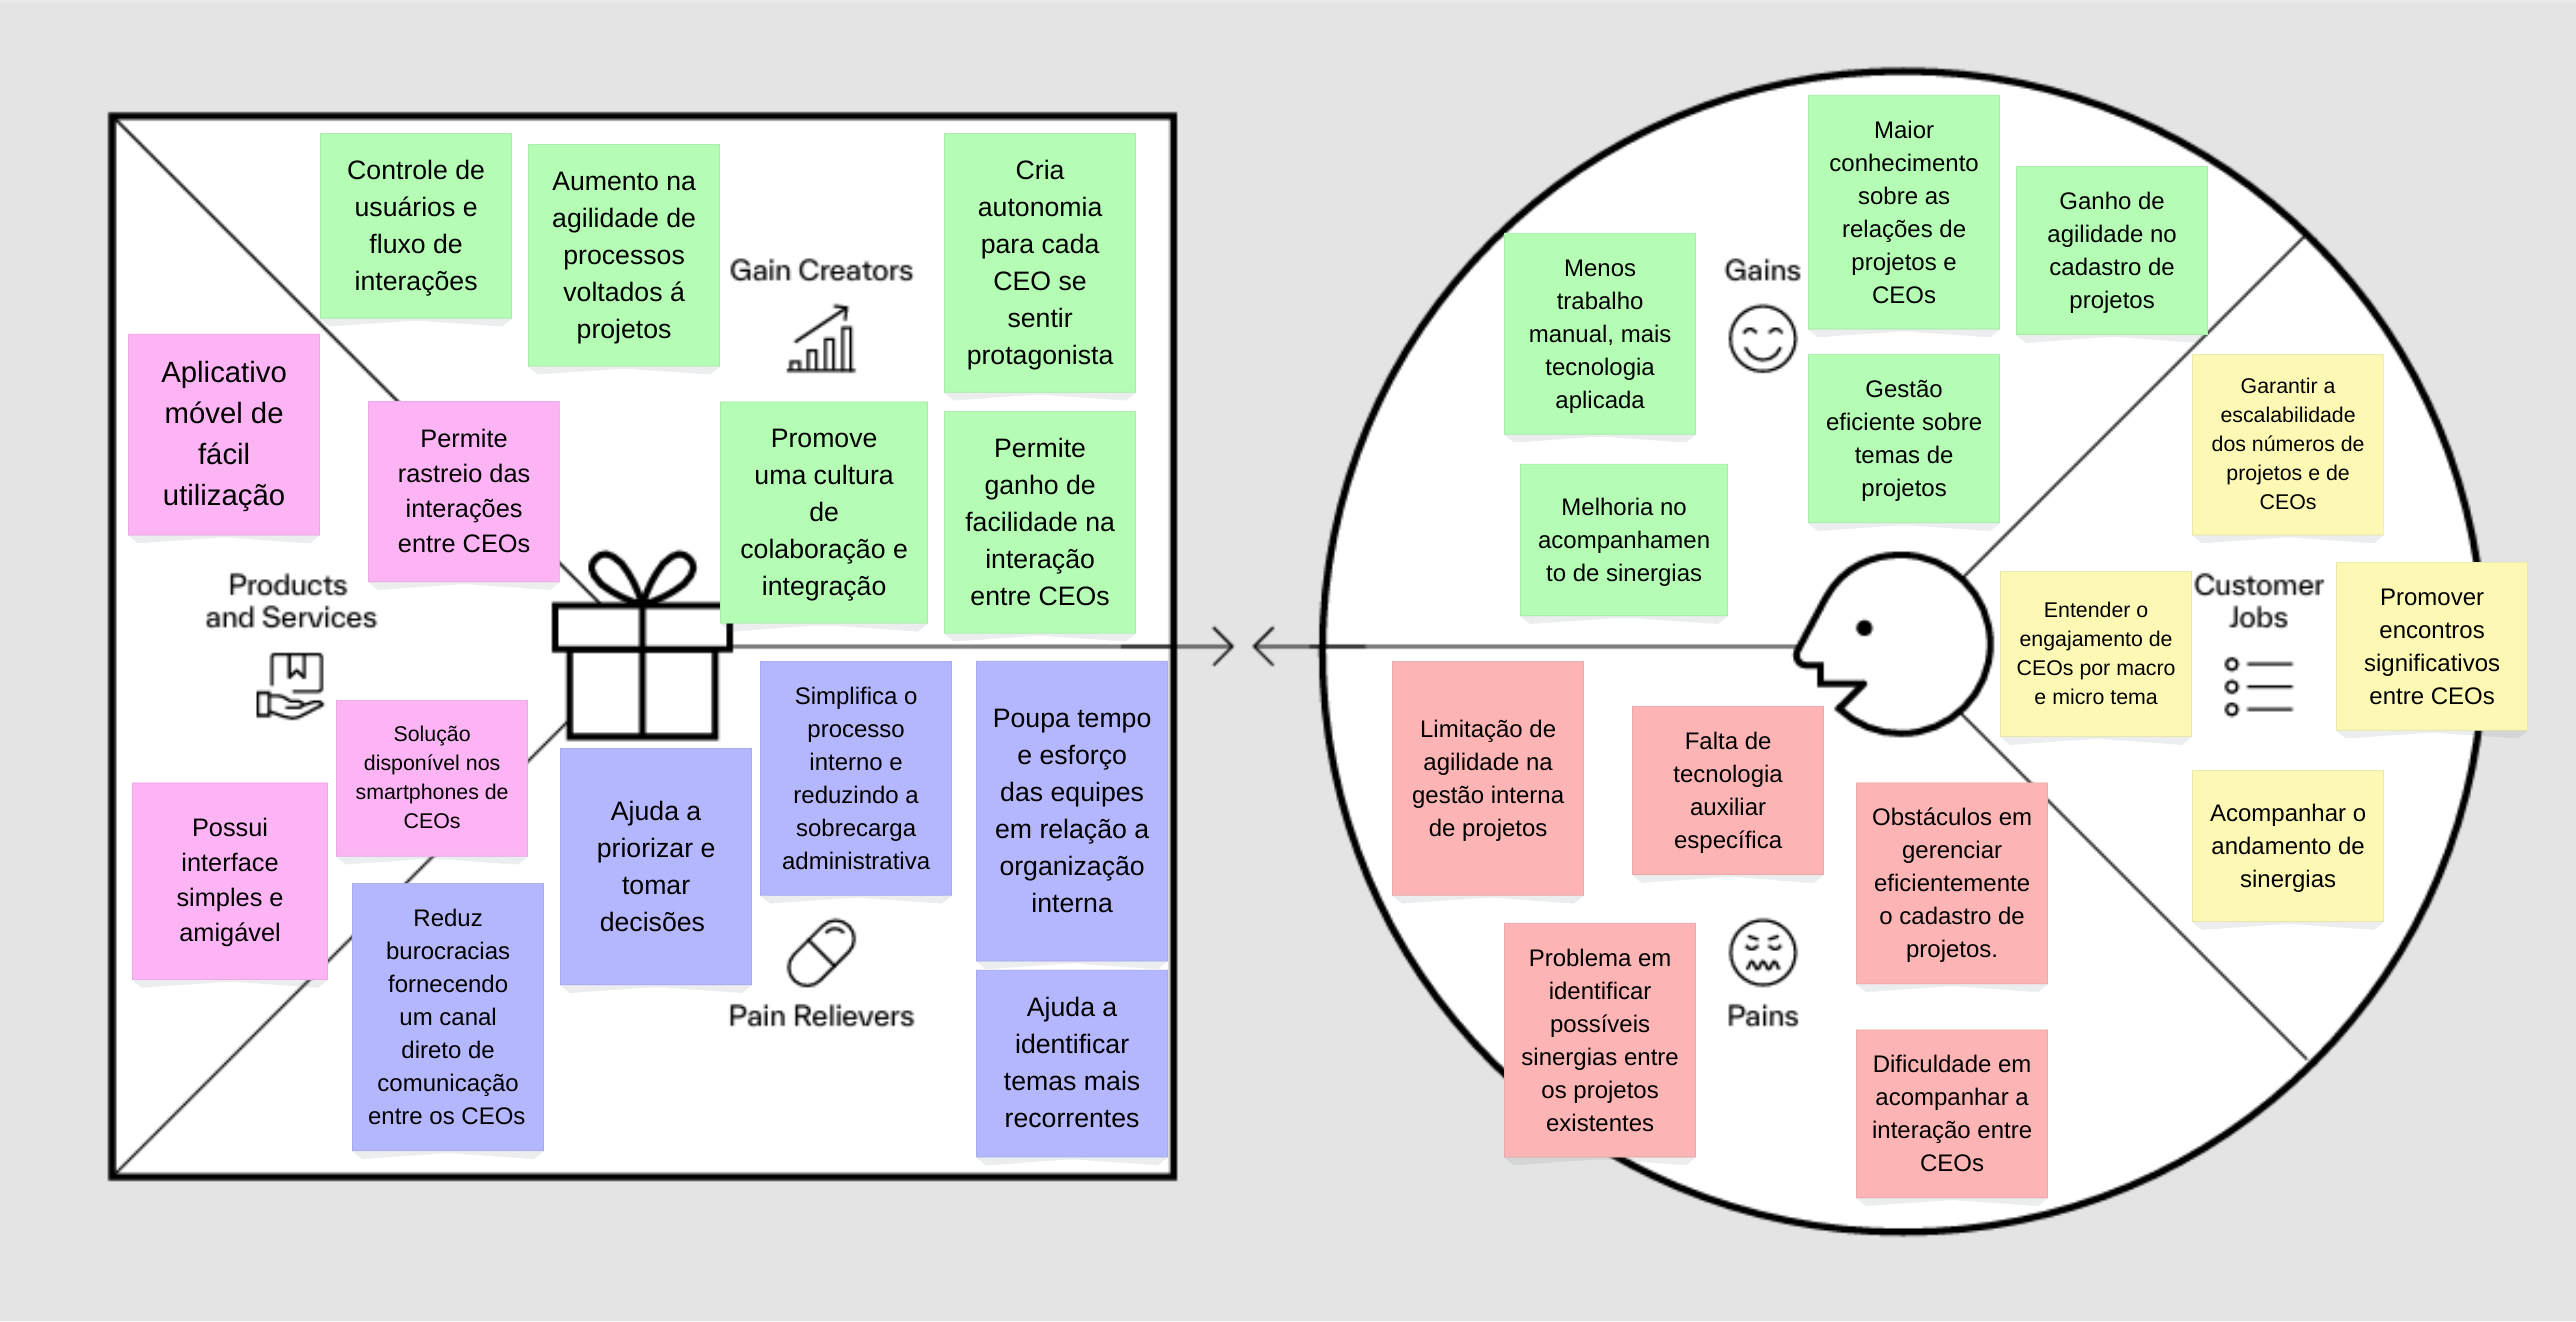 Controle de
usuários e
fluxo de
interações
Aumento na
agilidade de
processos
voltados á
projetos
Gain Creators
Cria
autonomia
para cada
CEO se
sentir
protagonista
Promove
uma cultura
de
colaboração e
integração
Permite
ganho de
facilidade na
interação
entre CEOs
Aplicativo
móvel de
fácil
utilização
Permite
rastreio das
interações
entre CEOs
Products
and Services
Solução
disponível nos
smartphones de
CEOs
Possui
interface
simples e
amigável
Reduz
burocracias
fornecendo
um canal
direto de
comunicação
entre os CEOs
Ajuda a
priorizar e
tomar
decisões
Simplifica o
processo
interno e
reduzindo a
sobrecarga
administrativa
Poupa tempo
e esforço
das equipes
em relação a
organização
interna
Pain Relievers
Ajuda a
identificar
temas mais
recorrentes
Menos
trabalho
manual, mais
tecnologia
aplicada
Gains
Maior
conhecimento
sobre as
relações de
projetos e
CEOs
Ganho de
agilidade no
cadastro de
projetos
Melhoria no
acompanhamen
to de sinergias
Gestão
eficiente sobre
temas de
projetos
Garantir a
escalabilidade
dos números de
projetos e de
CEOs
Entender o
engajamento de
CEOs por macro
e micro tema
Customer
Jobs
Promover
encontros
significativos
entre CEOs
Acompanhar o
andamento de
sinergias
Limitação de
agilidade na
gestão interna
de projetos
Falta de
tecnologia
auxiliar
específica
Obstáculos em
gerenciar
eficientemente
o cadastro de
projetos.
Problema em
identificar
possíveis
sinergias entre
os projetos
existentes
Pains
Dificuldade em
acompanhar a
interação entre
CEOs